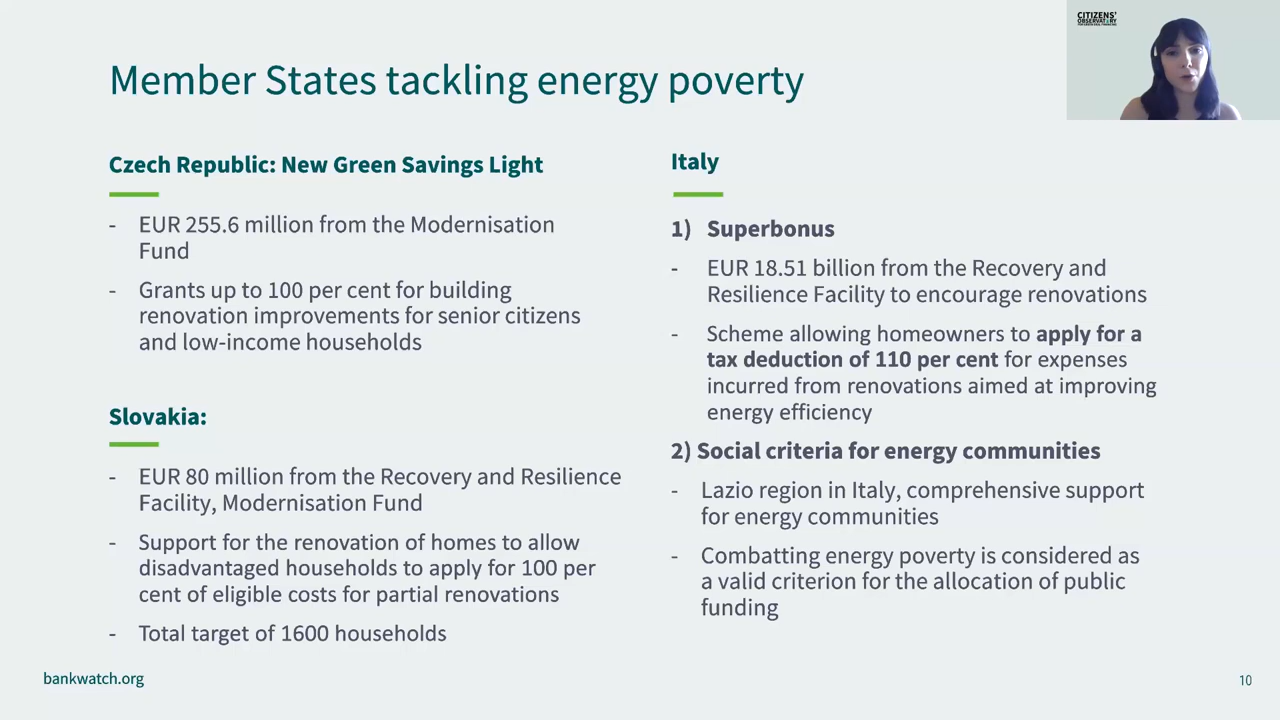 CITIZENS'
OBSERVATORY
Member States tackling energy poverty
Czech Republic: New Green Savings Light
- EUR 255.6 million from the Modernisation
Fund
- Grants up to 100 per cent for building
renovation improvements for senior citizens
and low-income households
Slovakia:
- EUR 80 million from the Recovery and Resilience
Facility, Modernisation Fund
- Support for the renovation of homes to allow
disadvantaged households to apply for 100 per
cent of eligible costs for partial renovations
- Total target of 1600 households
Italy
1) Superbonus
- EUR 18.51 billion from the Recovery and
Resilience Facility to encourage renovations
- Scheme allowing homeowners to apply for a
tax deduction of 110 per cent for expenses
incurred from renovations aimed at improving
energy efficiency
2) Social criteria for energy communities
- Lazio region in Italy, comprehensive support
for energy communities
- Combatting energy poverty is considered as
a valid criterion for the allocation of public
funding
bankwatch.org
10